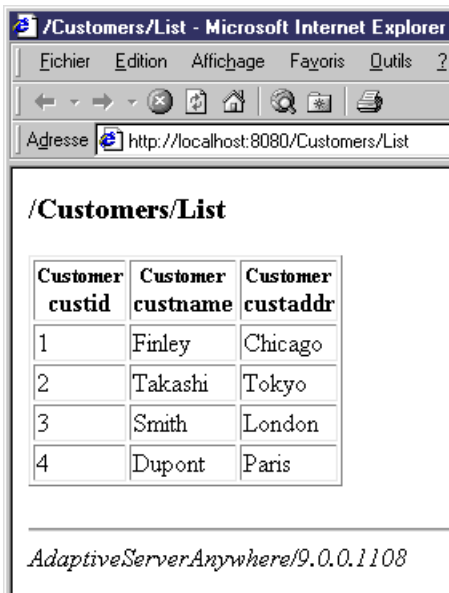 /Customers/List - Microsoft Internet Explorer
Fichier Edition Affichage Favoris Outils ?
Adresse http://localhost:8080/Customers/List
/Customers/List
Customer Customer Customer
custid custname custaddr
1 Finley Chicago
2 Takashi Tokyo
3 Smith London
4 Dupont Paris
AdaptiveServerAnywhere/9.0.0.1108